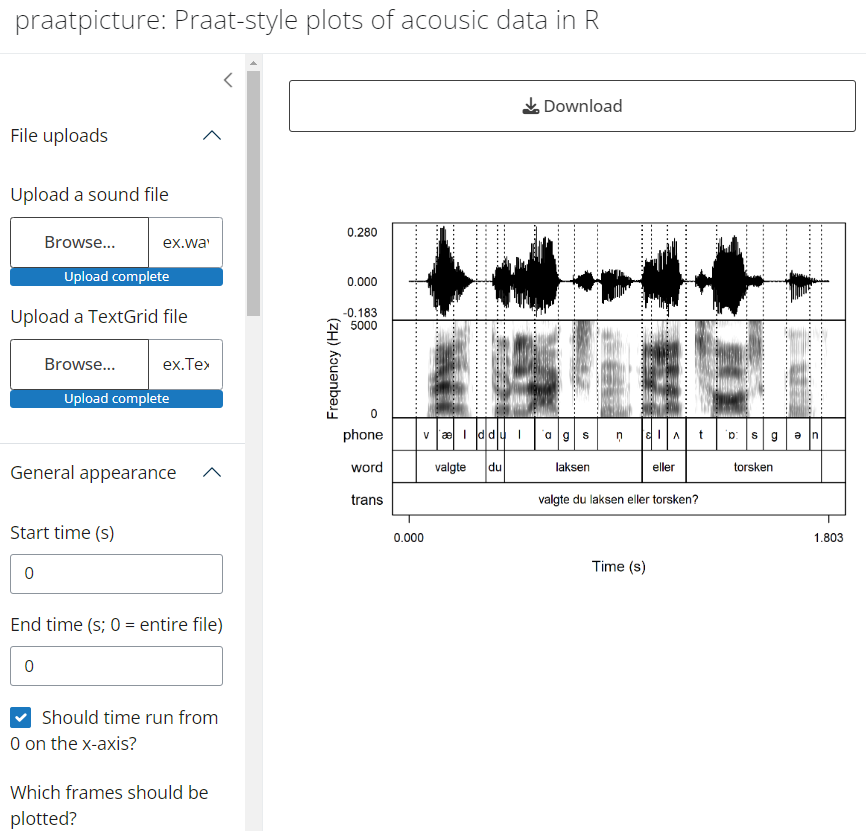 praatpicture: Praat-style plots of acousic data in R
File uploads
Upload a sound file
Browse... ex.wav
Upload complete
Upload a TextGrid file
Browse... ex.Tex
Upload complete
General appearance
Start time (s)
0
End time (s; 0 = entire file)
0
Should time run from
0 on the x-axis?
Which frames should be
plotted?
Download
0.280
0.000
-0.183
5000
Frequency (Hz)
0
phone v ˈæ l d d u l ˈɑ g s n̩ ɛ l ʌ t ˈɒː s g ə n
word valgte du laksen eller torsken
trans valgte du laksen eller torsken?
0.000 1.803
Time (s)